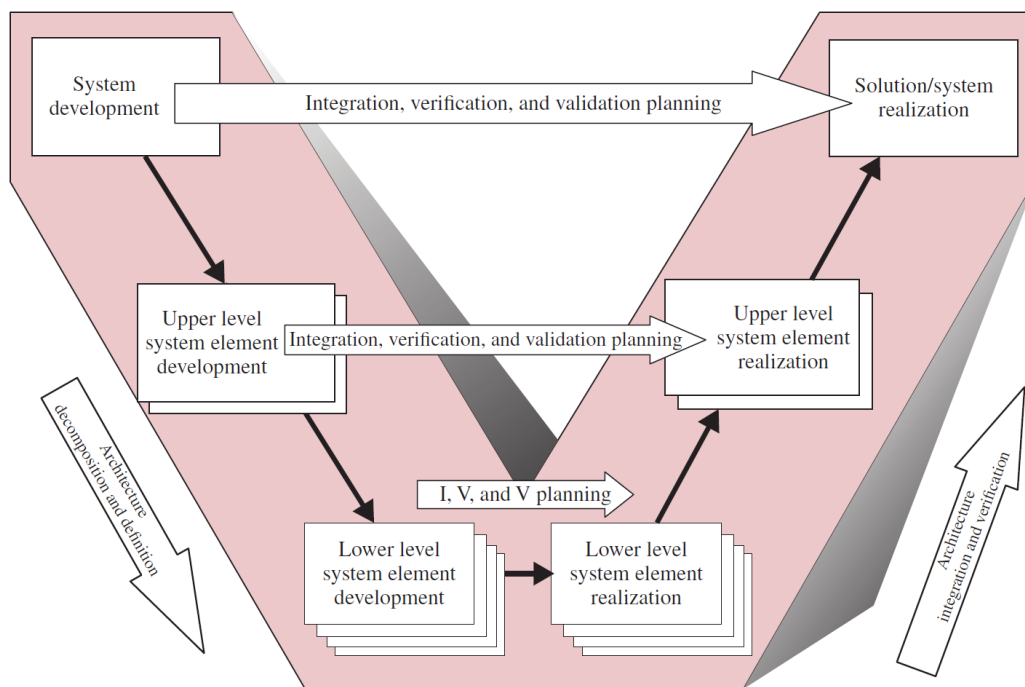 System
development
Integration, verification, and validation planning
Solution/system
realization
Upper level
system element
development
Integration, verification, and validation planning
Upper level
system element
realization
Architecture
decomposition and definition
I, V, and V planning
Lower level
system element
development
Lower level
system element
realization
Architecture
integration and verification